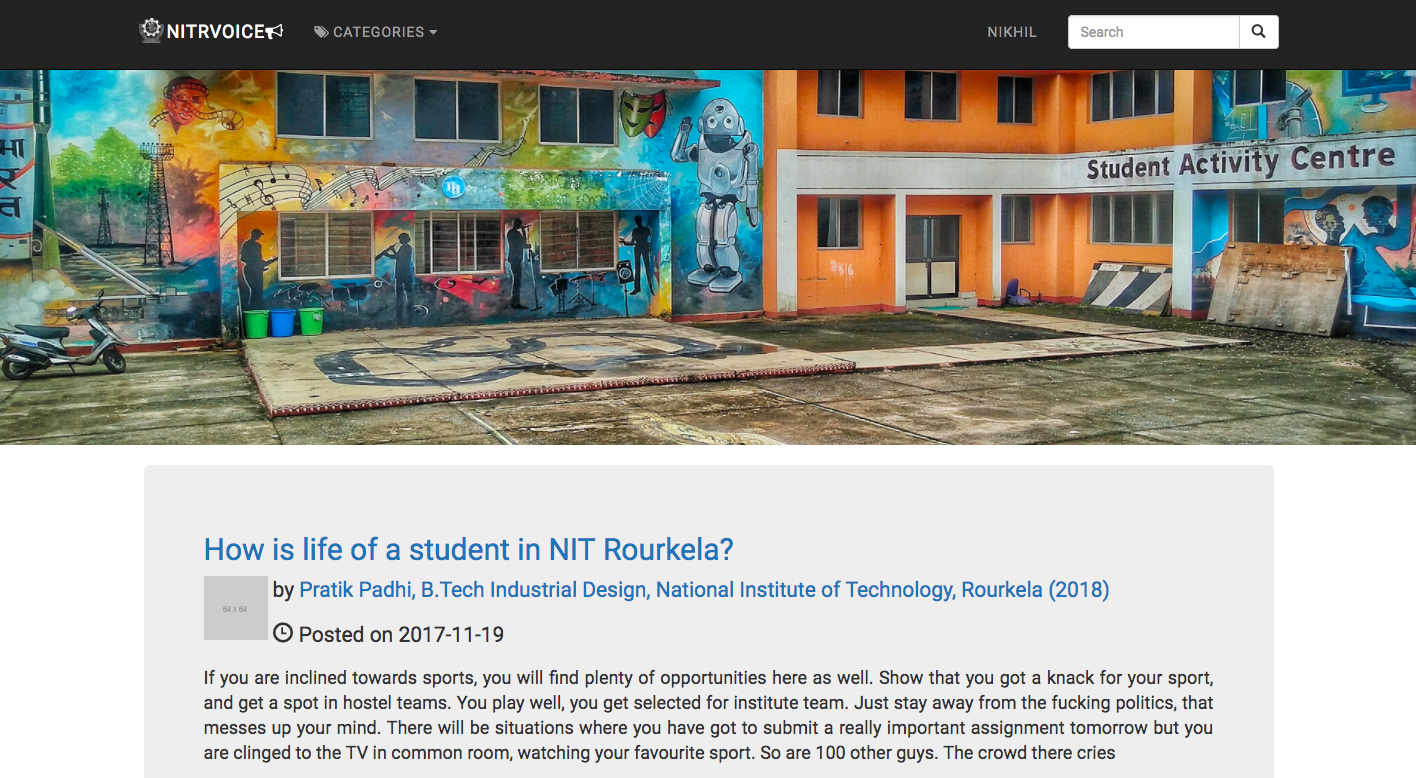 NITRVOICE
CATEGORIES
NIKHIL
Search
Student Activity Centre
भा
How is life of a student in NIT Rourkela?
64 x 64
by Pratik Padhi, B.Tech Industrial Design, National Institute of Technology, Rourkela (2018)
Posted on 2017-11-19
If you are inclined towards sports, you will find plenty of opportunities here as well. Show that you got a knack for your sport,
and get a spot in hostel teams. You play well, you get selected for institute team. Just stay away from the fucking politics, that
messes up your mind. There will be situations where you have got to submit a really important assignment tomorrow but you
are clinged to the TV in common room, watching your favourite sport. So are 100 other guys. The crowd there cries